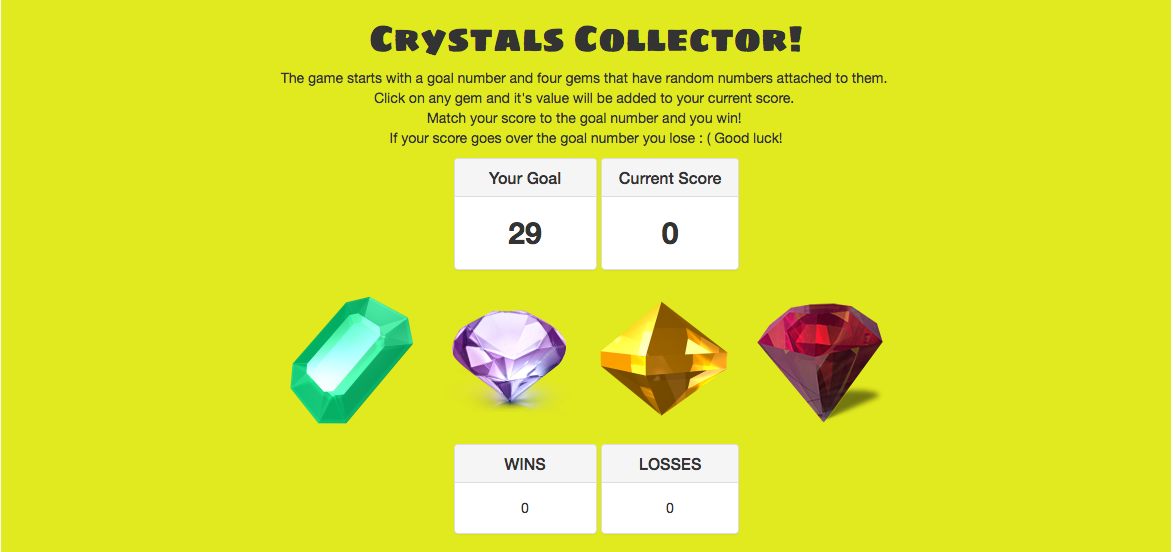 Crystals Collector!
The game starts with a goal number and four gems that have random numbers attached to them.
Click on any gem and it's value will be added to your current score.
Match your score to the goal number and you win!
If your score goes over the goal number you lose : ( Good luck!
Your Goal
Current Score
29
0
WINS
LOSSES
0
0